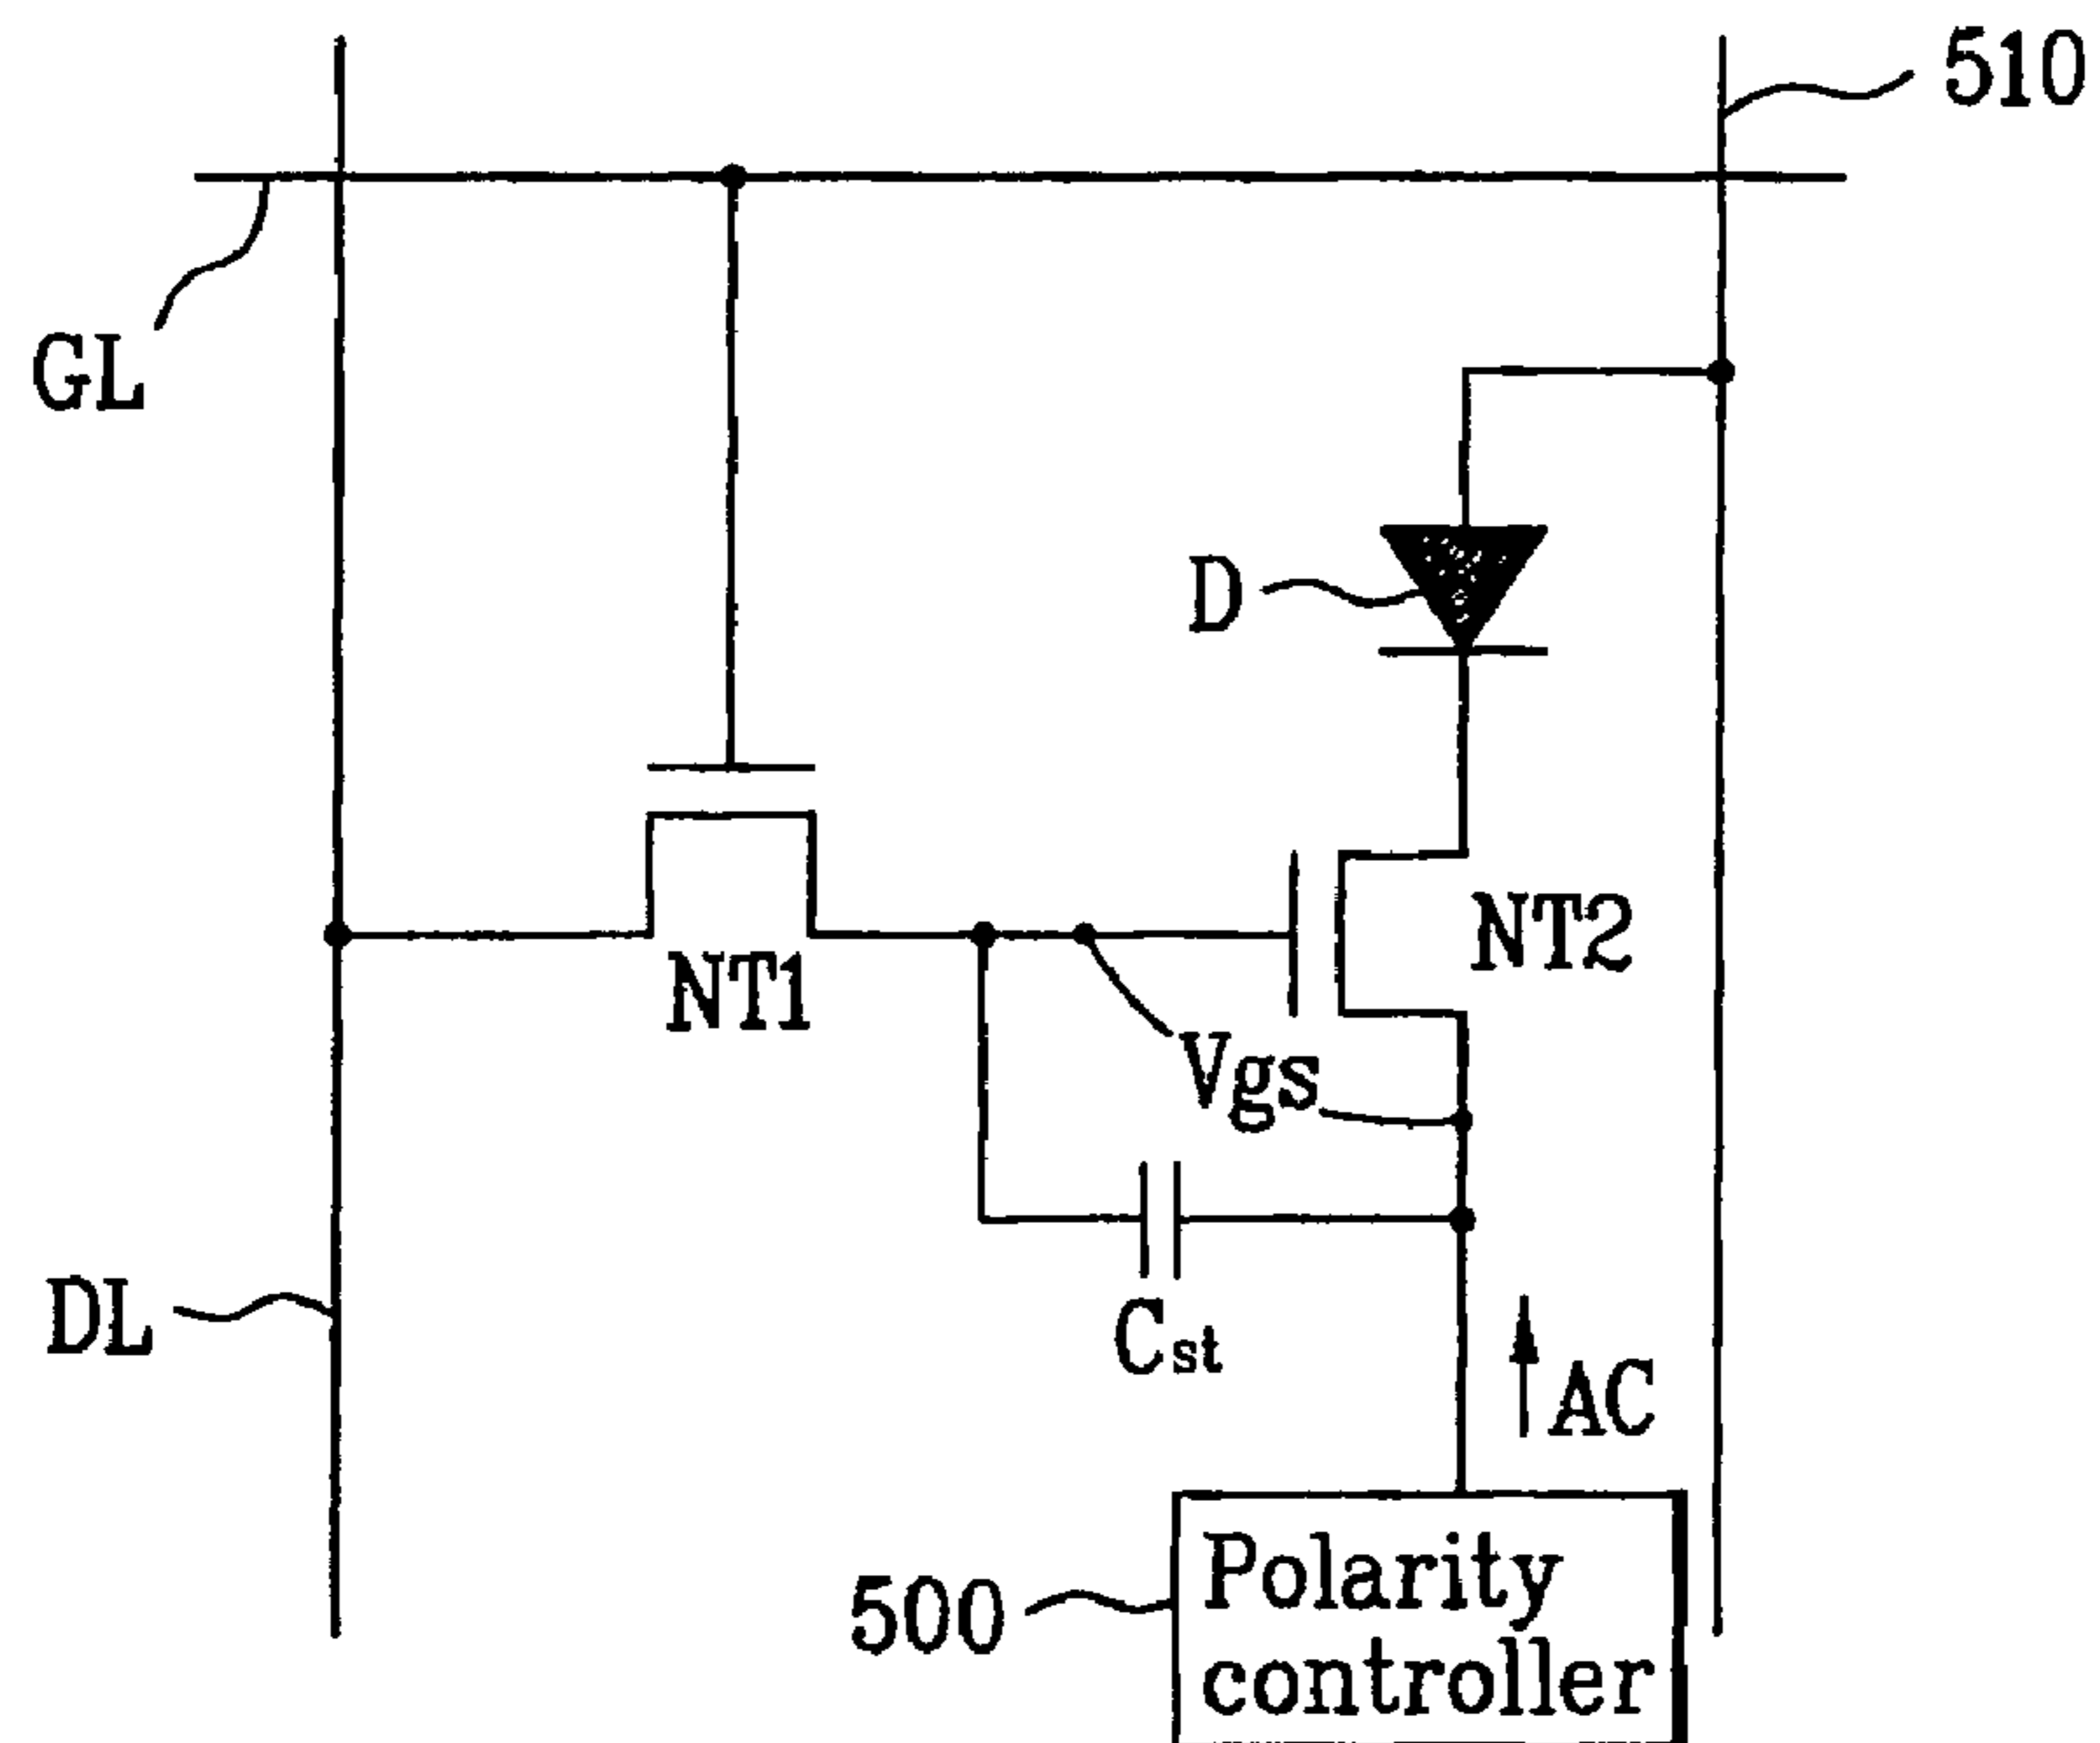 510
GL
D
NT2
NT1
Vgs
DL
Cst
AC
500
Polarity
controller